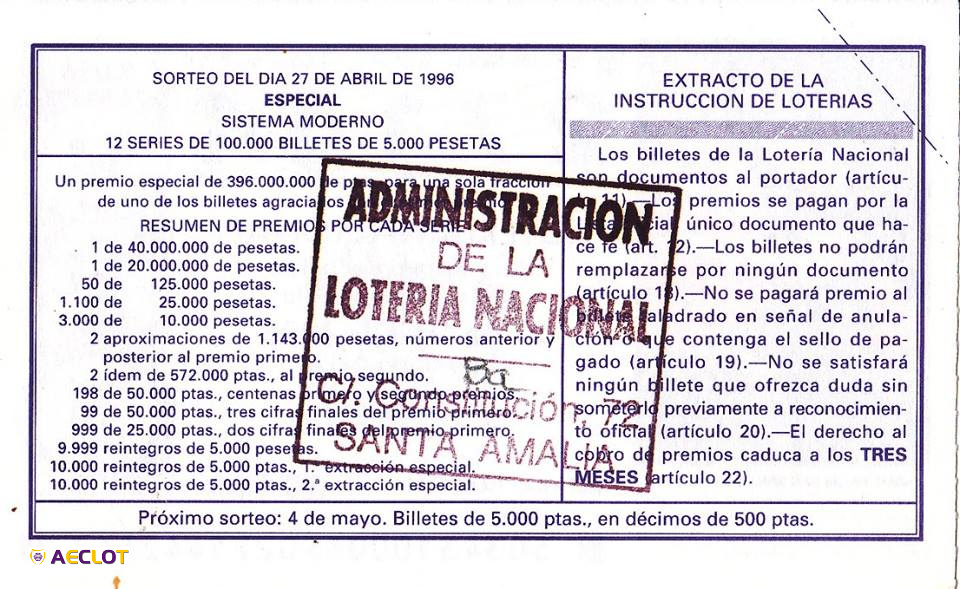 SORTEO DEL DIA 27 DE ABRIL DE 1996
ESPECIAL
SISTEMA MODERNO
12 SERIES DE 100.000 BILLETES DE 5.000 PESETAS
Un premio especial de 396.000.000 de ptas. para una sola fracción
de uno de los billetes agraciados
RESUMEN DE PREMIOS POR CADA SERIE
1 de 40.000.000 de pesetas.
1 de 20.000.000 de pesetas.
50 de 125.000 pesetas.
1.100 de 25.000 pesetas.
3.000 de 10.000 pesetas.
2 aproximaciones de 1.143.000 pesetas, números anterior y
posterior al premio primero.
2 ídem de 572.000 ptas., al premio segundo.
198 de 50.000 ptas., centenas primero y segundo premios.
99 de 50.000 ptas., tres cifras finales del premio primero.
999 de 25.000 ptas., dos cifras finales del premio primero.
9.999 reintegros de 5.000 pesetas.
10.000 reintegros de 5.000 ptas., 1.ª extracción especial.
10.000 reintegros de 5.000 ptas., 2.ª extracción especial.
EXTRACTO DE LA
INSTRUCCION DE LOTERIAS
Los billetes de la Lotería Nacional
son documentos al portador (artícu-
lo 1).—Los premios se pagan por la
Lista oficial, único documento que ha-
ce fe (art. 12).—Los billetes no podrán
remplazarse por ningún documento
(artículo 18).—No se pagará premio al
billete taladrado en señal de anula-
ción o que contenga el sello de pa-
gado (artículo 19).—No se satisfará
ningún billete que ofrezca duda sin
someterlo previamente a reconocimien-
to oficial (artículo 20).—El derecho al
cobro de premios caduca a los TRES
MESES (artículo 22).
ADMINISTRACION
DE LA
LOTERIA NACIONAL
Ba
C/. Constitución, 72
SANTA AMALIA
Próximo sorteo: 4 de mayo. Billetes de 5.000 ptas., en décimos de 500 ptas.
AECLOT